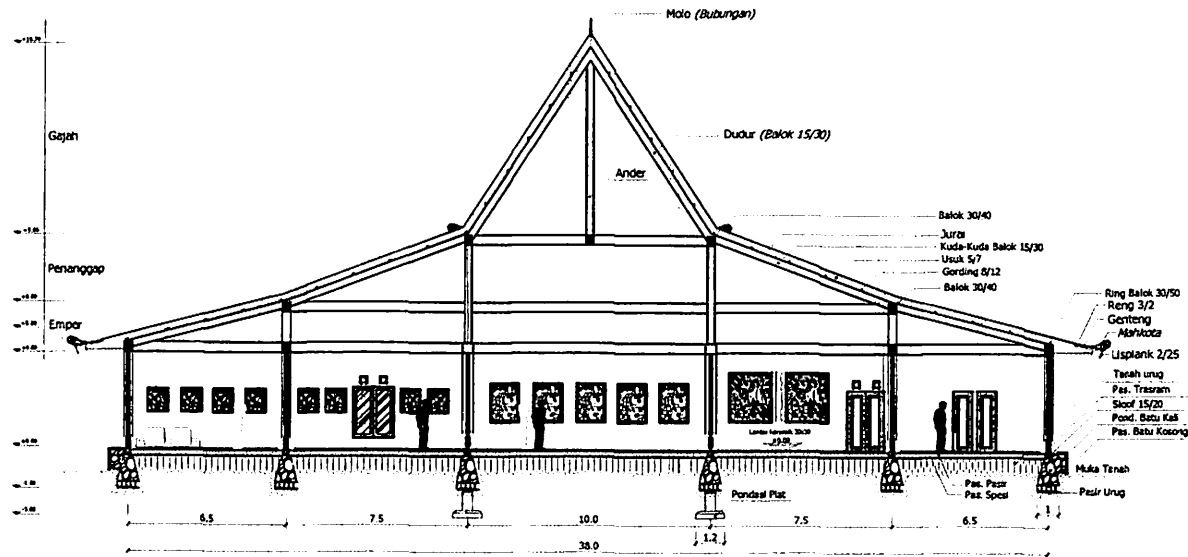 Molo (Bubungan)
Gajah
Dudur (Balok 15/30)
Ander
Balok 30/40
Jurai
Kuda-Kuda Balok 15/30
Usuk 5/7
Gording 8/12
Balok 30/40
Penanggap
Ring Balok 30/50
Reng 3/2
Genteng
Mahkota
Emper
Lisplank 2/25
Tanah urug
Pas. Trasram
Sloof 15/20
Pond. Batu Kali
Pas. Batu Kosong
±0.00
Muka Tanah
Pas. Pasir
Pas. Spesi
Pasir Urug
Pondasi Plat
6.5
7.5
10.0
7.5
6.5
1
1.2
38.0